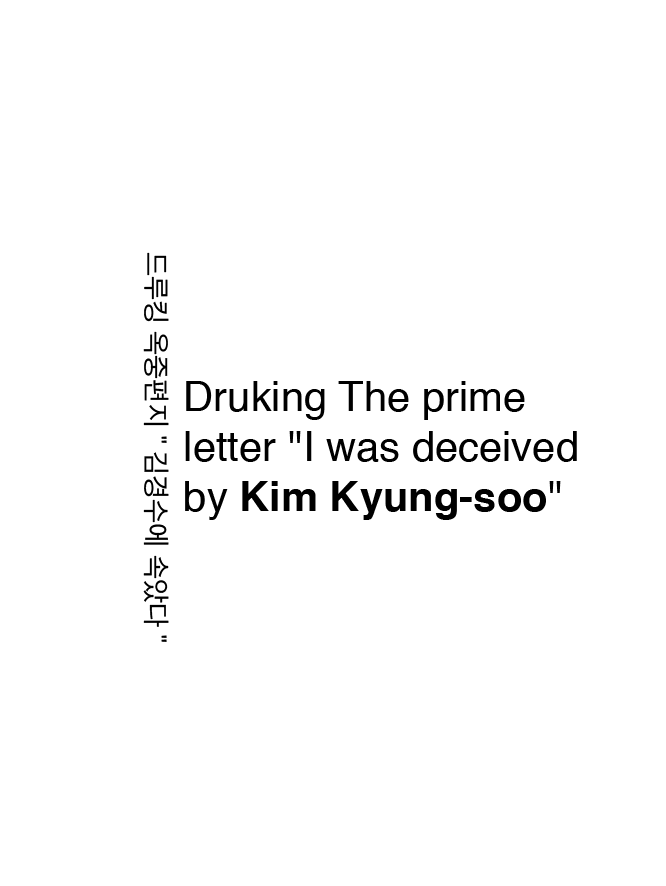 드루킹 옥중편지 " 김경수에 속았다 "
Druking The prime
letter "I was deceived
by Kim Kyung-soo"